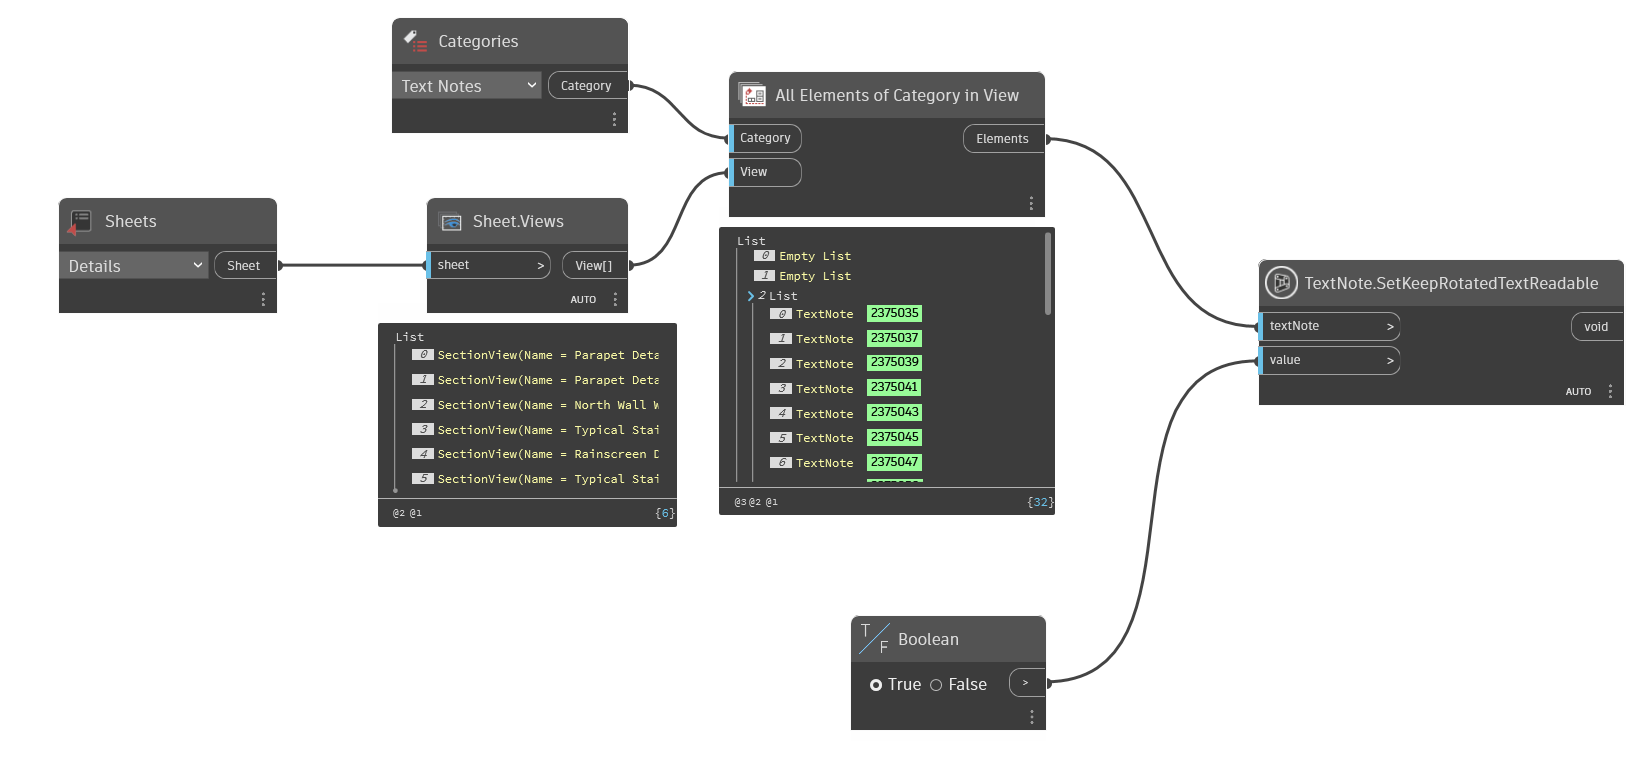 Categories
Text Notes
Category
Sheets
Details
Sheet
Sheet.Views
sheet >
View[]
AUTO
List
0 SectionView(Name = Parapet Deta
1 SectionView(Name = Parapet Deta
2 SectionView(Name = North Wall W
3 SectionView(Name = Typical Stai
4 SectionView(Name = Rainscreen D
5 SectionView(Name = Typical Stai
@2 @1
{6}
All Elements of Category in View
Category
Elements
View
List
0 Empty List
1 Empty List
2 List
0 TextNote 2375035
1 TextNote 2375037
2 TextNote 2375039
3 TextNote 2375041
4 TextNote 2375043
5 TextNote 2375045
6 TextNote 2375047
@3 @2 @1
{32}
T/F
Boolean
True
False
>
TextNote.SetKeepRotatedTextReadable
textNote >
void
value >
AUTO